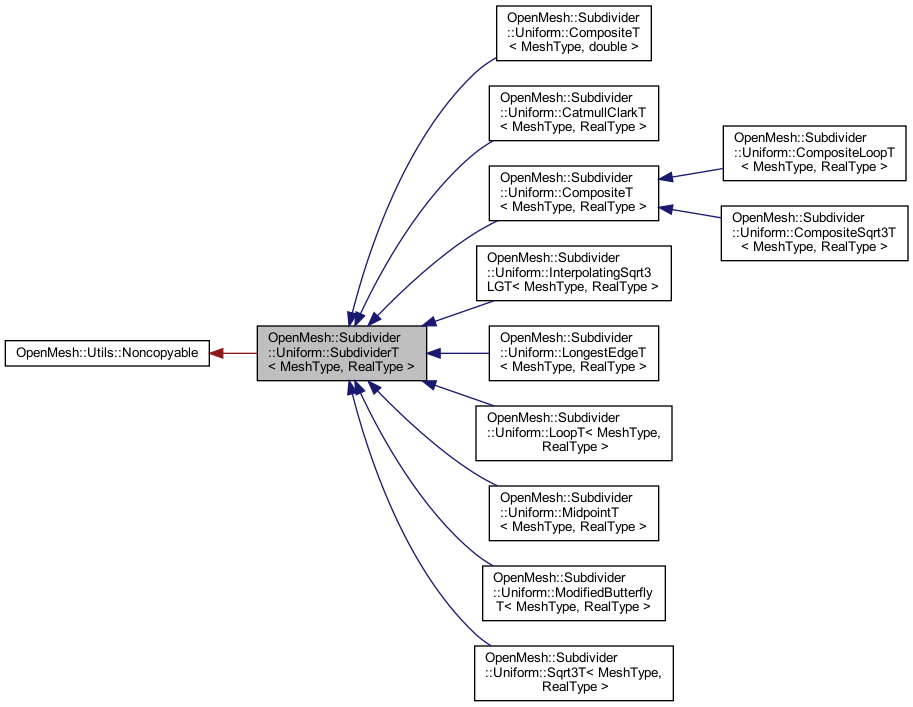 OpenMesh::Utils::Noncopyable
OpenMesh::Subdivider
::Uniform::SubdividerT
< MeshType, RealType >
OpenMesh::Subdivider
::Uniform::CompositeT
< MeshType, double >
OpenMesh::Subdivider
::Uniform::CatmullClarkT
< MeshType, RealType >
OpenMesh::Subdivider
::Uniform::CompositeT
< MeshType, RealType >
OpenMesh::Subdivider
::Uniform::CompositeLoopT
< MeshType, RealType >
OpenMesh::Subdivider
::Uniform::CompositeSqrt3T
< MeshType, RealType >
OpenMesh::Subdivider
::Uniform::InterpolatingSqrt3
LGT< MeshType, RealType >
OpenMesh::Subdivider
::Uniform::LongestEdgeT
< MeshType, RealType >
OpenMesh::Subdivider
::Uniform::LoopT< MeshType,
RealType >
OpenMesh::Subdivider
::Uniform::MidpointT
< MeshType, RealType >
OpenMesh::Subdivider
::Uniform::ModifiedButterfly
T< MeshType, RealType >
OpenMesh::Subdivider
::Uniform::Sqrt3T< MeshType,
RealType >